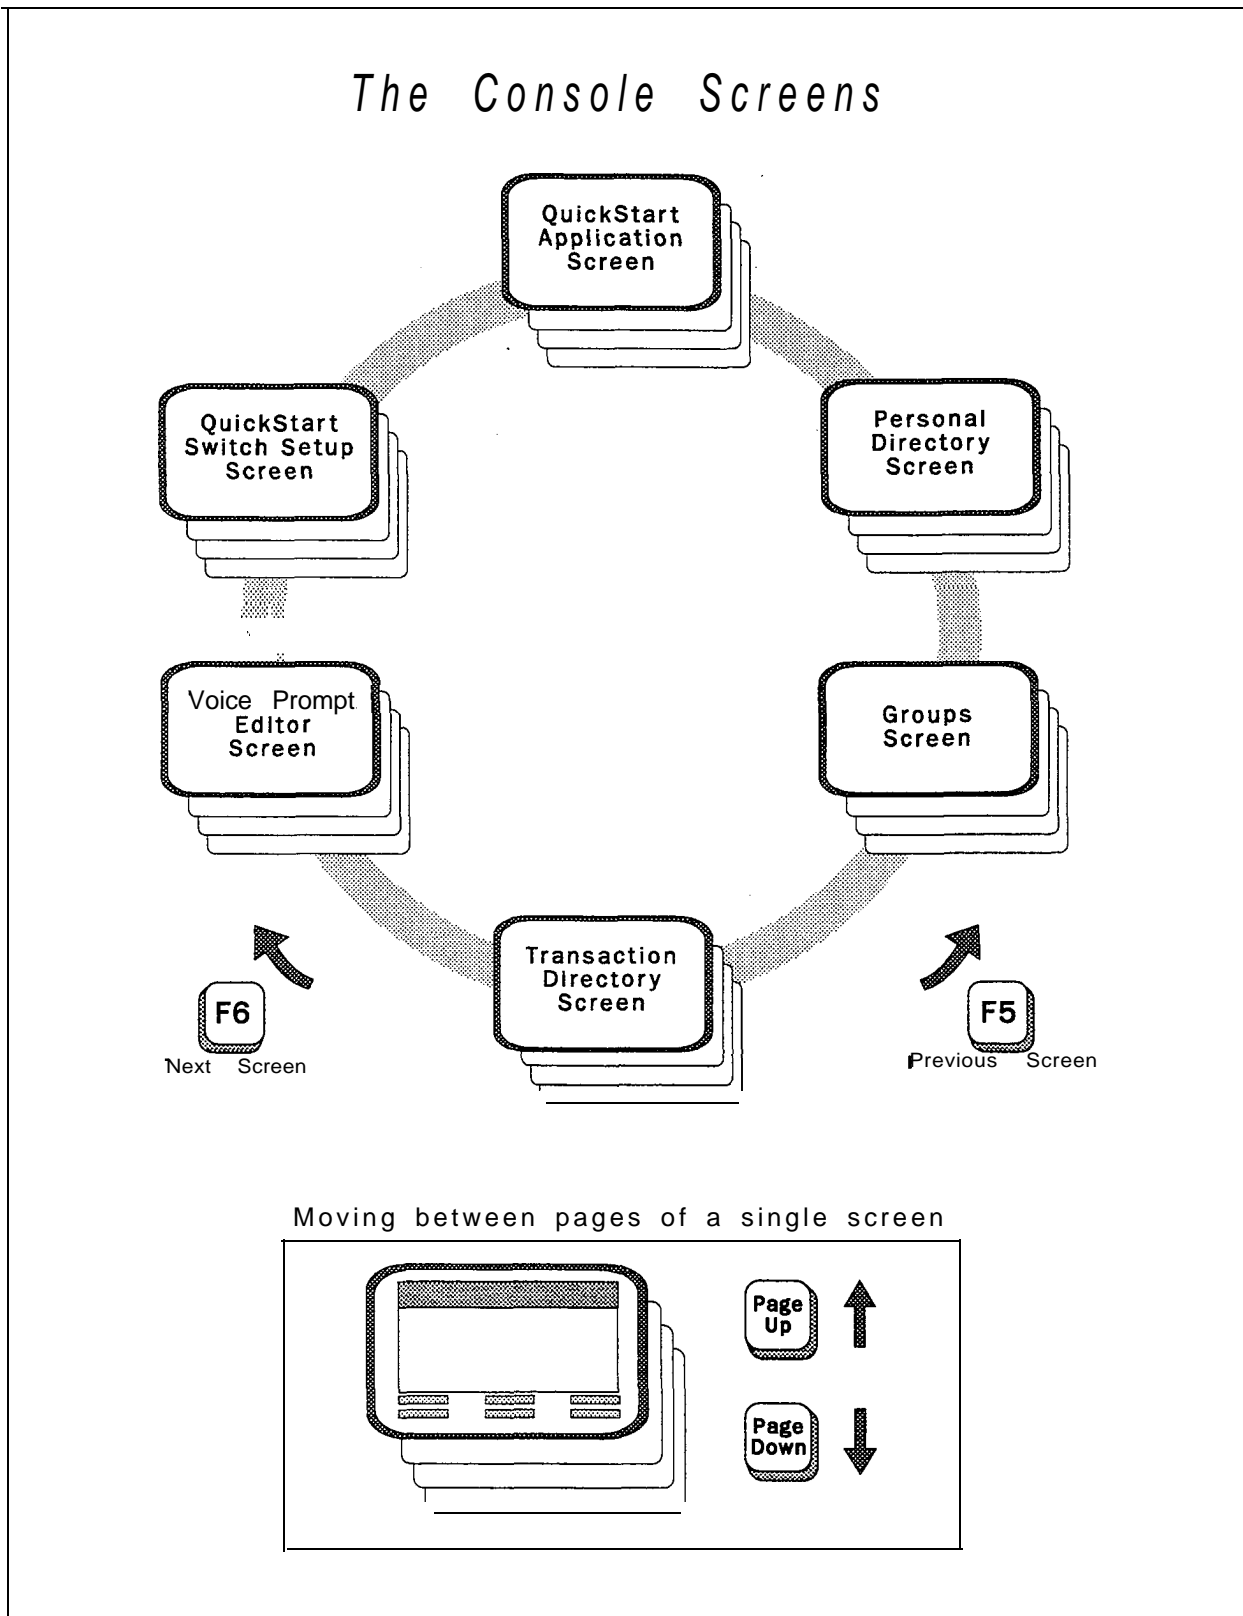 The Console Screens
QuickStart
Application
Screen
QuickStart
Switch Setup
Screen
Personal
Directory
Screen
Voice Prompt
Editor
Screen
Groups
Screen
Transaction
Directory
Screen
F6
Next Screen
F5
Previous Screen
Moving between pages of a single screen
Page
Up
Page
Down